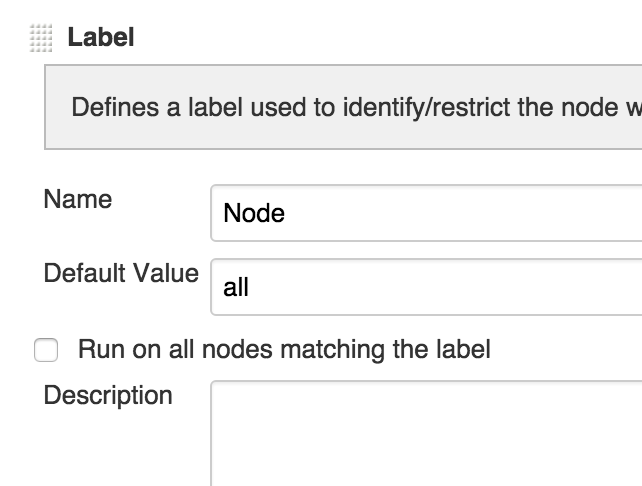 Label
Defines a label used to identify/restrict the node
Name
Node
Default Value
all
Run on all nodes matching the label
Description